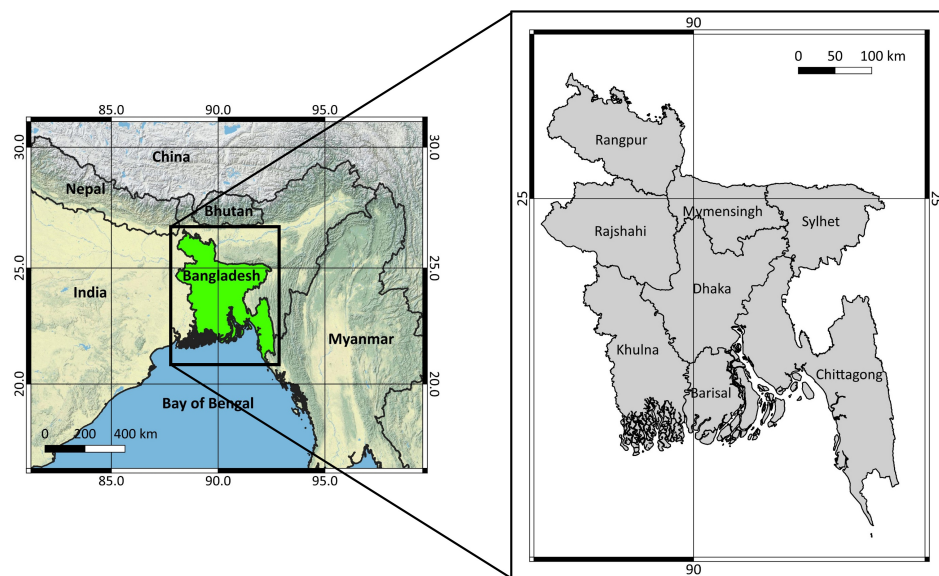 85.0
90.0
95.0
30.0
30.0
China
Nepal
Bhutan
25.0
25.0
Bangladesh
India
Myanmar
20.0
20.0
Bay of Bengal
0 200 400 km
85.0
90.0
95.0
90
0 50 100 km
Rangpur
25
25
Mymensingh
Sylhet
Rajshahi
Dhaka
Khulna
Chittagong
Barisal
90